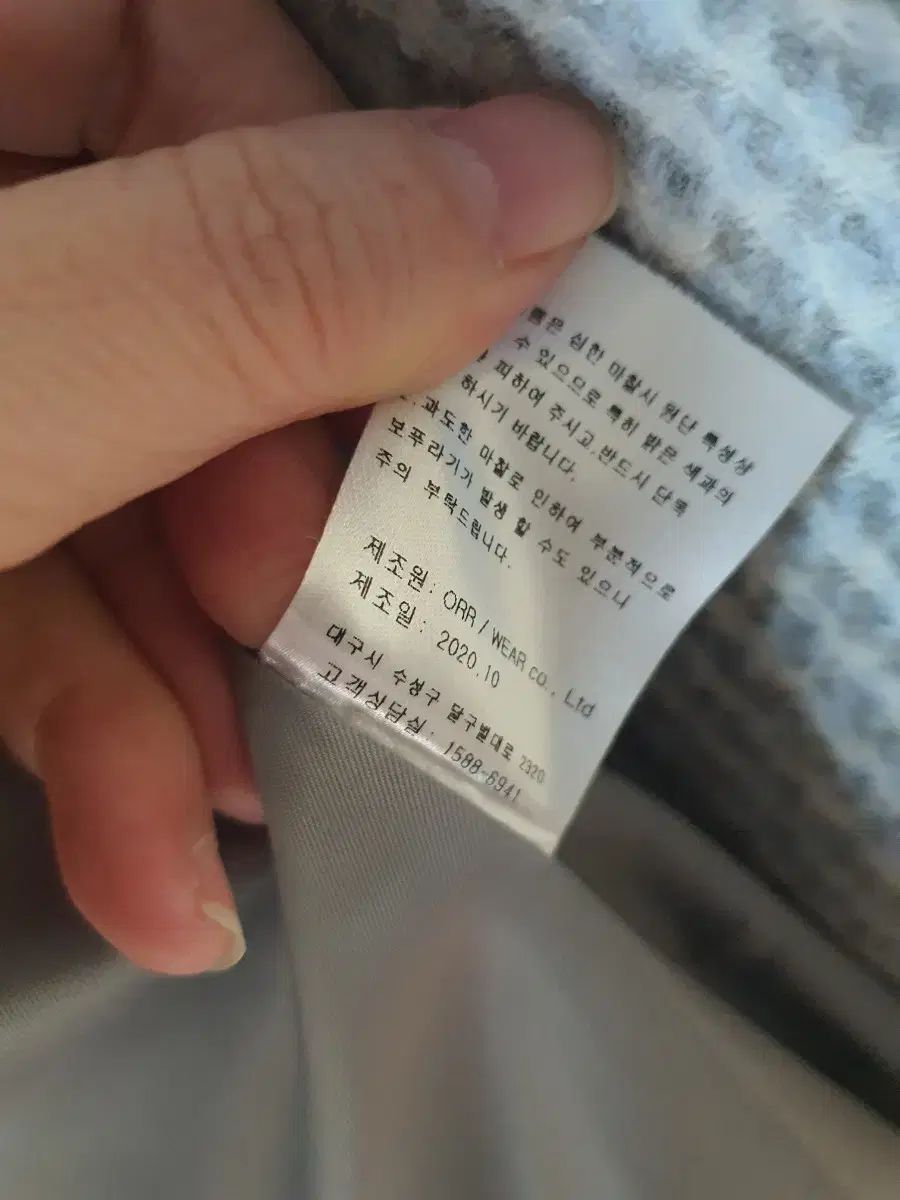 심한 마찰시 원단 특성상
수 있으므로 특히 밝은 색과의
피하여 주시고,반드시 단독
하시기 바랍니다.
과도한 마찰로 인하여 부분적으로
보푸라기가 발생 할 수도 있으니
주의 부탁드립니다.
제조원: ORR / WEAR co., Ltd
제조일: 2020.10
대구시 수성구 달구벌대로 2320
고객상담실: 1588-6941